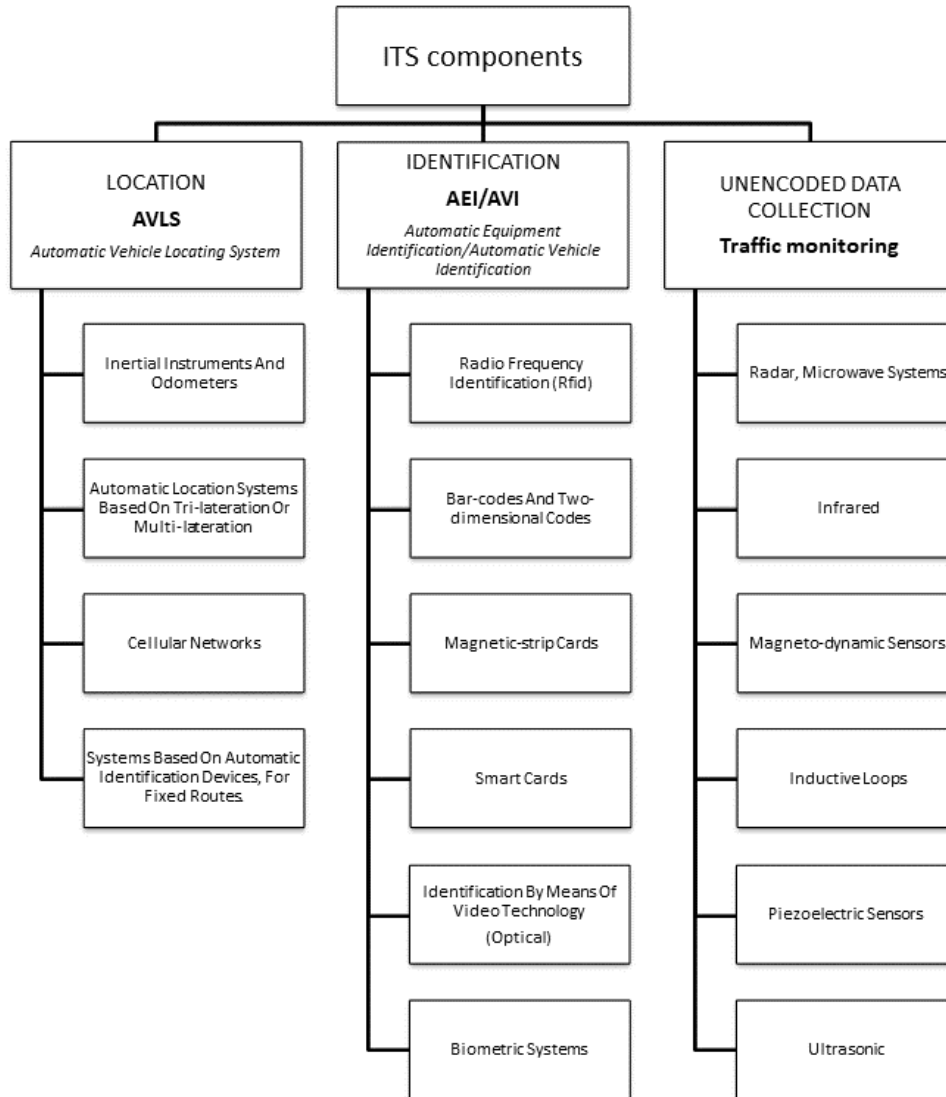 ITS components
LOCATION
AVLS
Automatic Vehicle Locating System
IDENTIFICATION
AEI/AVI
Automatic Equipment
Identification/Automatic Vehicle
Identification
UNENCODED DATA
COLLECTION
Traffic monitoring
Inertial Instruments And
Odometers
Automatic Location Systems
Based On Tri-lateration Or
Multi-lateration
Cellular Networks
Systems Based On Automatic
Identification Devices, For
Fixed Routes.
Radio Frequency
Identification (Rfid)
Bar-codes And Two-
dimensional Codes
Magnetic-strip Cards
Smart Cards
Identification By Means Of
Video Technology
(Optical)
Biometric Systems
Radar, Microwave Systems
Infrared
Magneto-dynamic Sensors
Inductive Loops
Piezoelectric Sensors
Ultrasonic